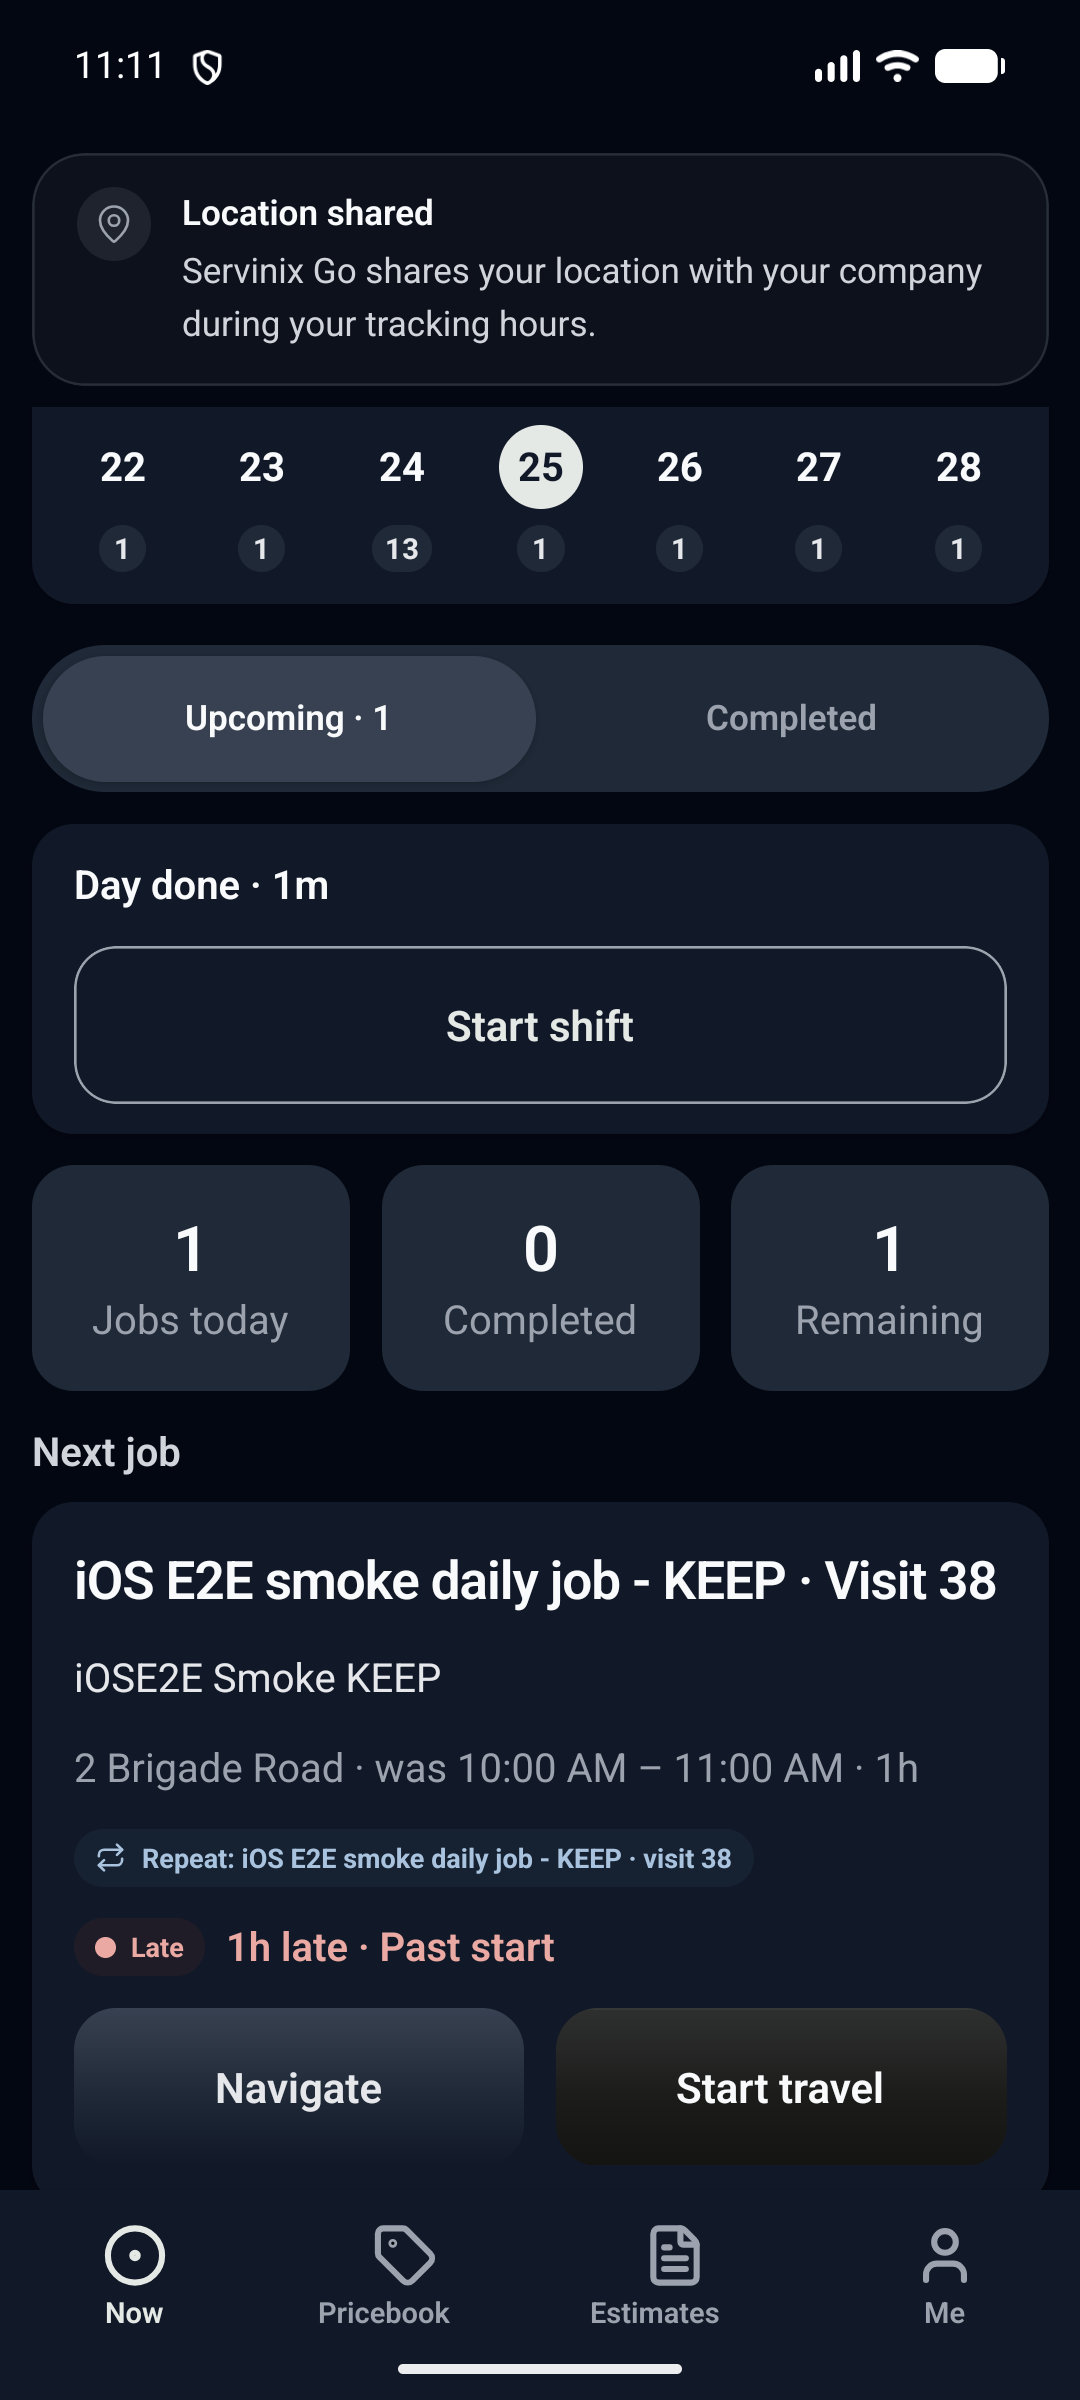 11:11
Location shared
Servinix Go shares your location with your company
during your tracking hours.
22 23 24 25 26 27 28
1 1 13 1 1 1 1
Upcoming · 1 Completed
Day done · 1m
Start shift
1 0 1
Jobs today Completed Remaining
Next job
iOS E2E smoke daily job - KEEP · Visit 38
iOSE2E Smoke KEEP
2 Brigade Road · was 10:00 AM – 11:00 AM · 1h
Repeat: iOS E2E smoke daily job - KEEP · visit 38
Late 1h late · Past start
Navigate Start travel
Now Pricebook Estimates Me